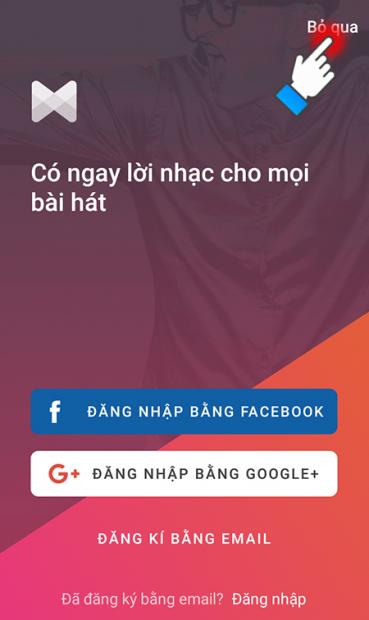 Bỏ qua
Có ngay lời nhạc cho mọi
bài hát
f ĐĂNG NHẬP BẰNG FACEBOOK
G+ ĐĂNG NHẬP BẰNG GOOGLE+
ĐĂNG KÍ BẰNG EMAIL
Đã đăng ký bằng email? Đăng nhập